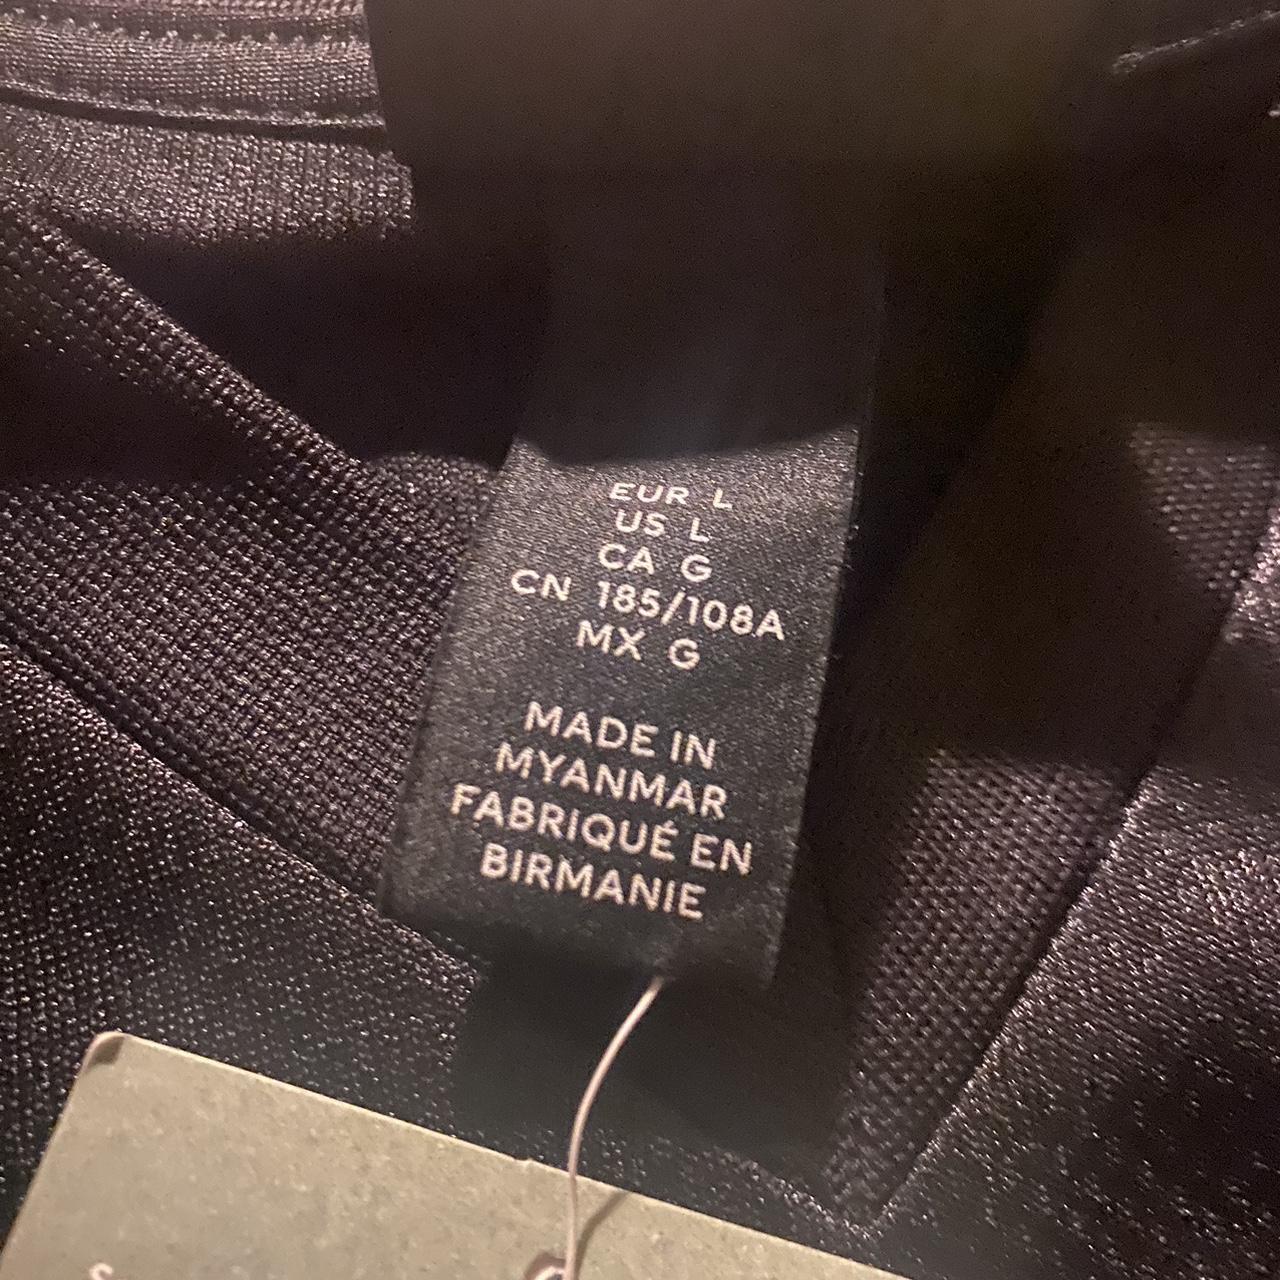 EUR L
US L
CA G
CN 185/108A
MX G
MADE IN
MYANMAR
FABRIQUÉ EN
BIRMANIE